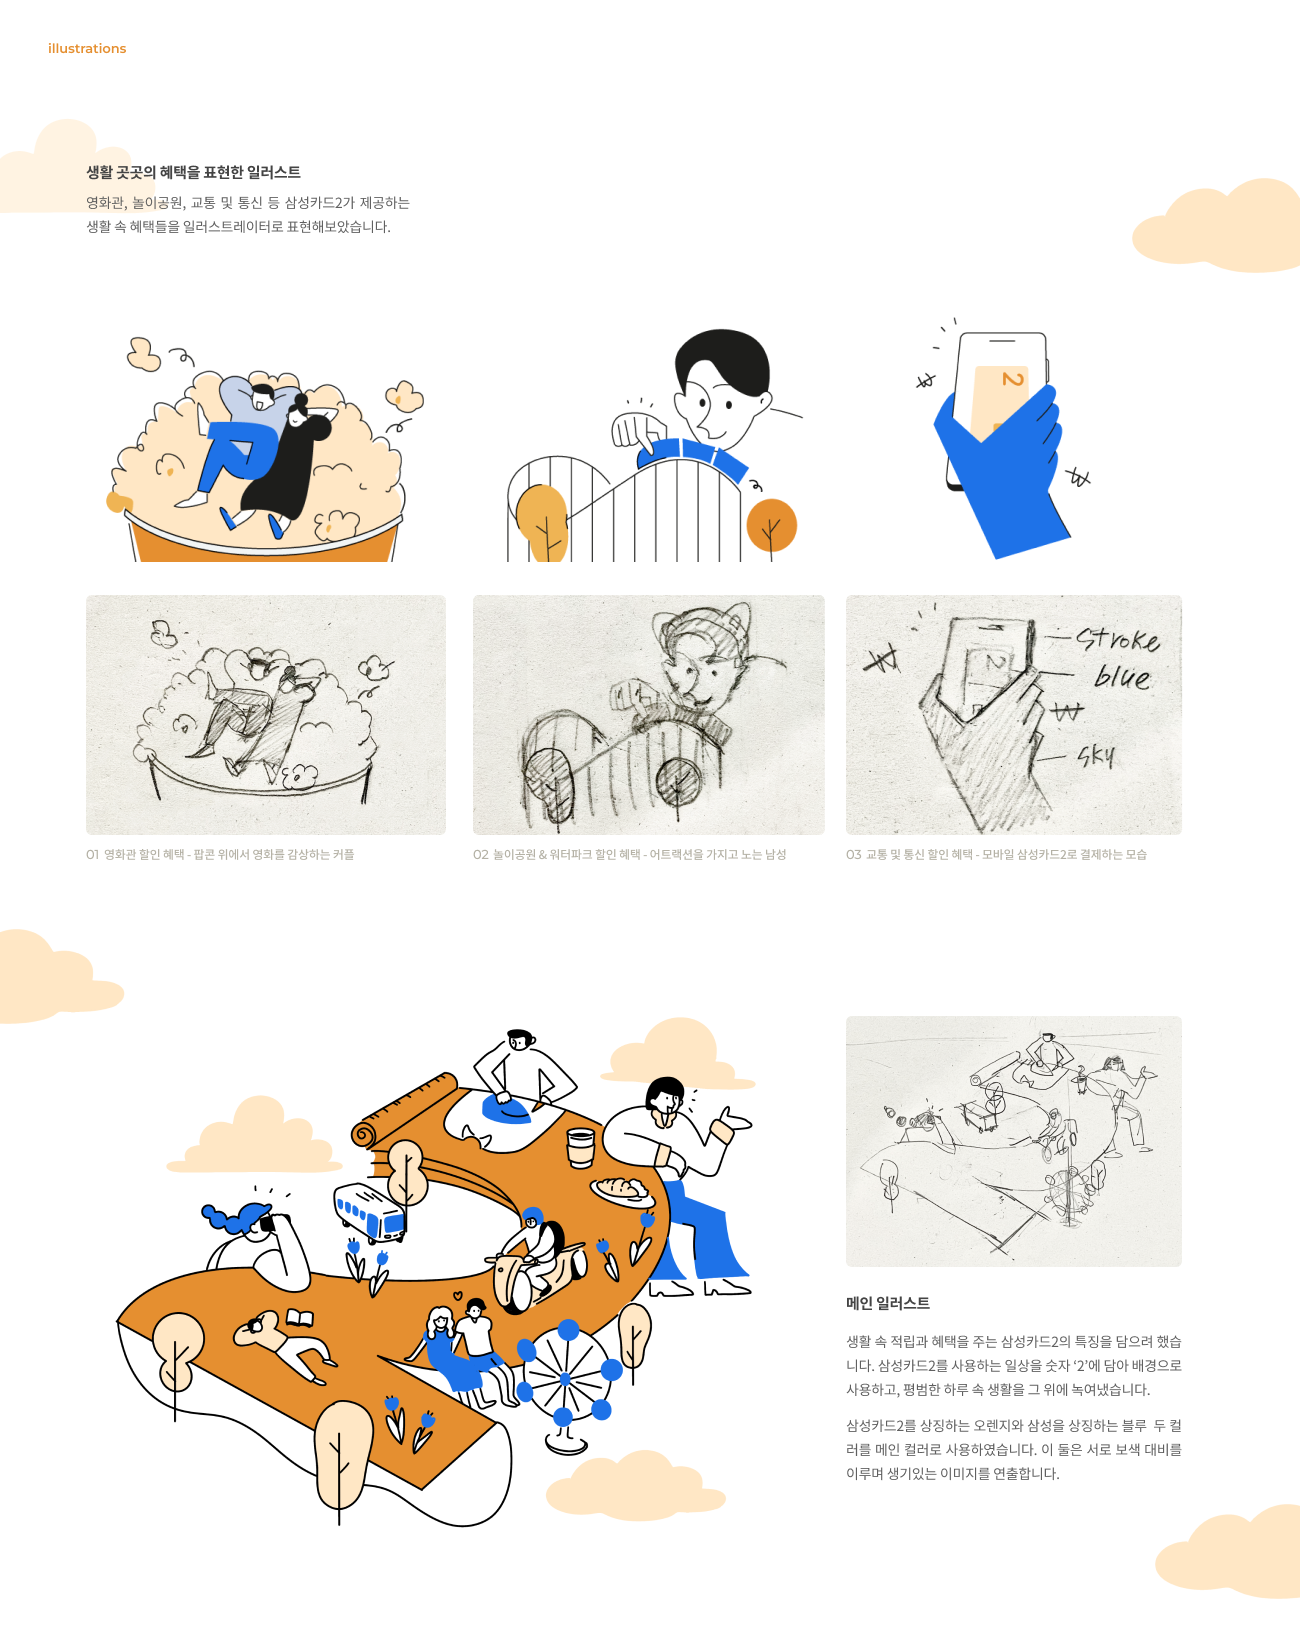 illustrations
생활 곳곳의 혜택을 표현한 일러스트
영화관, 놀이공원, 교통 및 통신 등 삼성카드2가 제공하는
생활 속 혜택들을 일러스트레이터로 표현해보았습니다.
2
₩
₩
2
Stroke
blue
₩
₩
sky
01 영화관 할인 혜택 - 팝콘 위에서 영화를 감상하는 커플
02 놀이공원 & 워터파크 할인 혜택 - 어트랙션을 가지고 노는 남성
03 교통 및 통신 할인 혜택 - 모바일 삼성카드2로 결제하는 모습
메인 일러스트
생활 속 적립과 혜택을 주는 삼성카드2의 특징을 담으려 했습
니다. 삼성카드2를 사용하는 일상을 숫자 ‘2’에 담아 배경으로
사용하고, 평범한 하루 속 생활을 그 위에 녹여냈습니다.
삼성카드2를 상징하는 오렌지와 삼성을 상징하는 블루 두 컬
러를 메인 컬러로 사용하였습니다. 이 둘은 서로 보색 대비를
이루며 생기있는 이미지를 연출합니다.